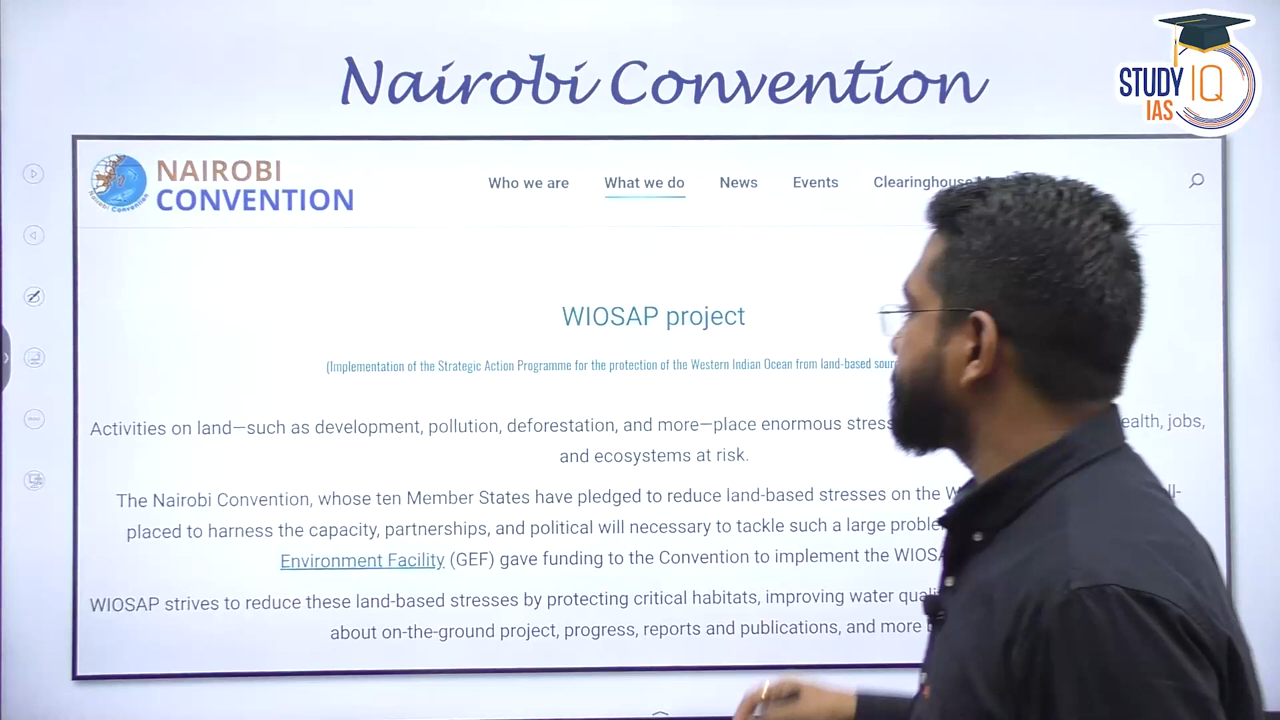 Nairobi Convention
STUDY IQ
IAS
NAIROBI
CONVENTION
Who we are What we do News Events Clearinghouse
WIOSAP project
(Implementation of the Strategic Action Programme for the protection of the Western Indian Ocean from land-based
Activities on land—such as development, pollution, deforestation, and more—place enormous stress jobs,
and ecosystems at risk.
The Nairobi Convention, whose ten Member States have pledged to reduce land-based stresses on the
placed to harness the capacity, partnerships, and political will necessary to tackle such a large
Environment Facility (GEF) gave funding to the Convention to implement the
WIOSAP strives to reduce these land-based stresses by protecting critical habitats, improving water
about on-the-ground project, progress, reports and publications, and more